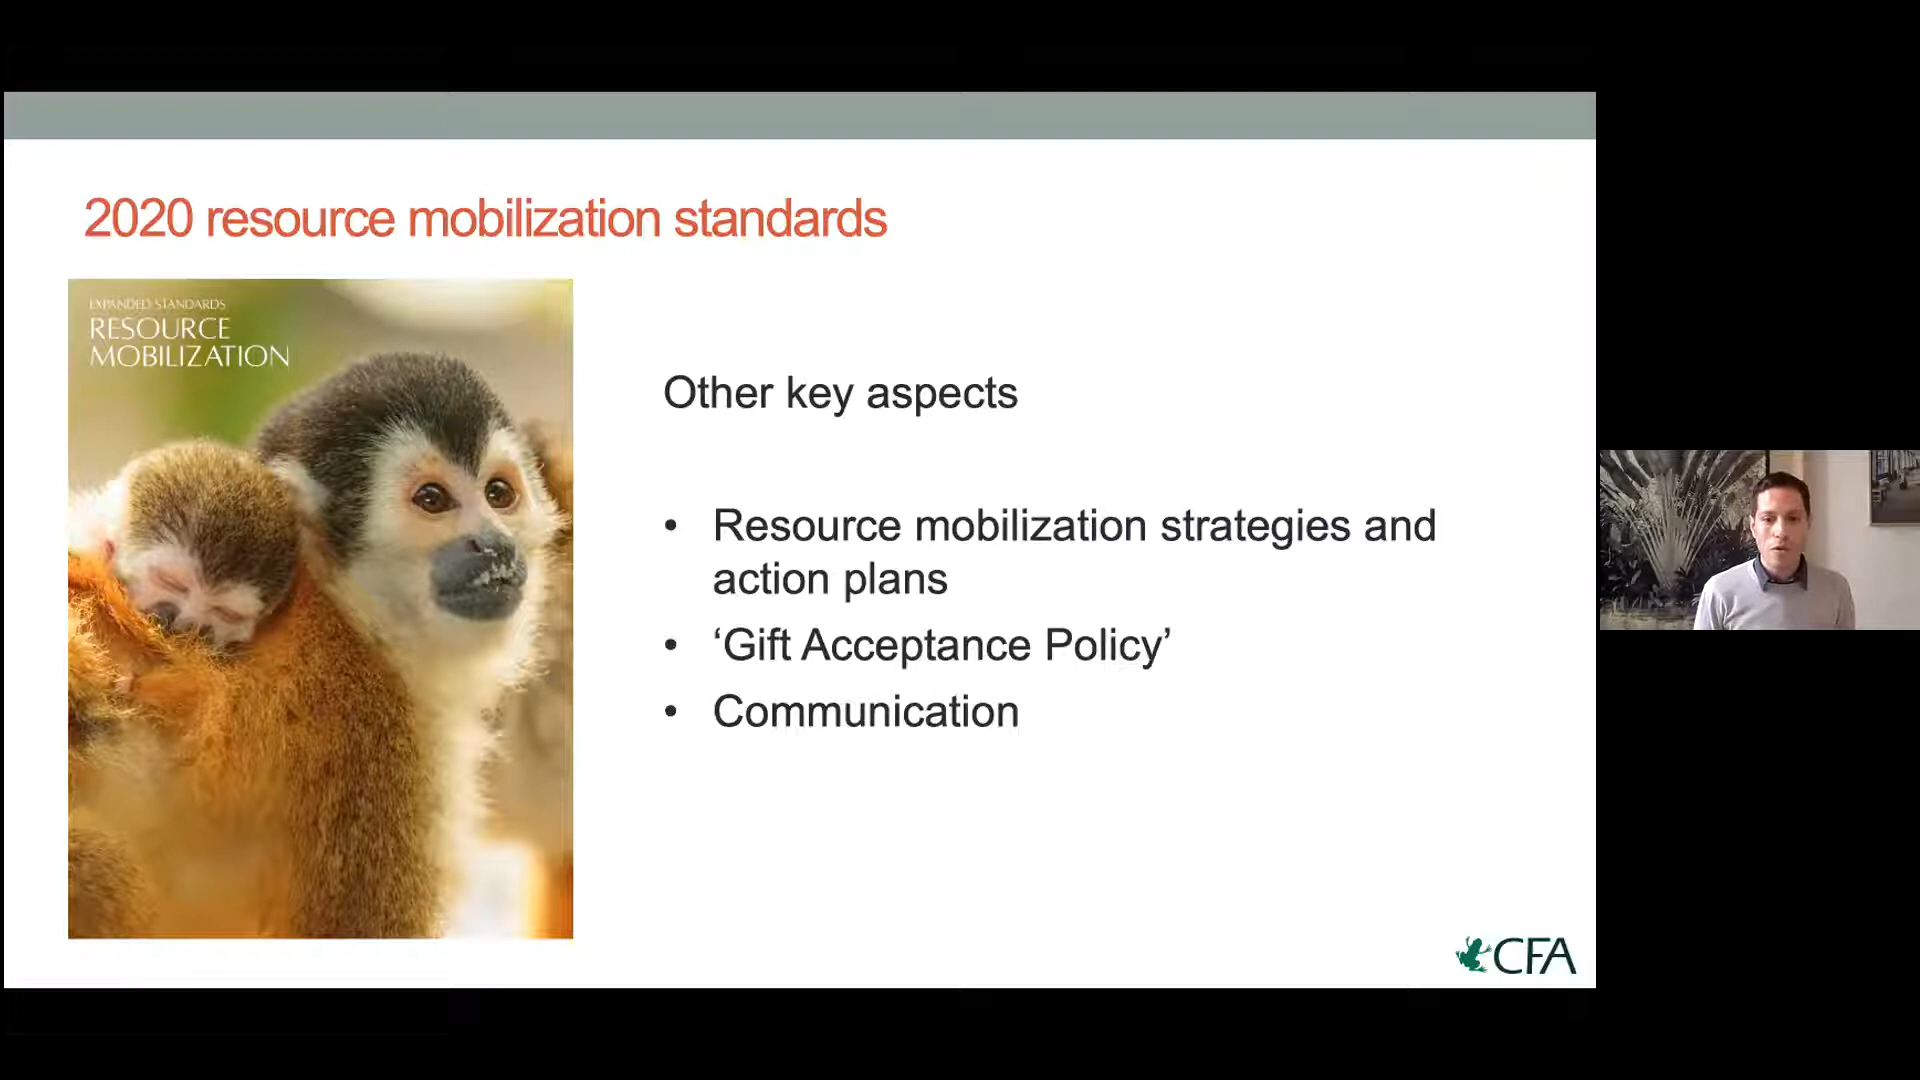 2020 resource mobilization standards
EXPANDED STANDARDS
RESOURCE
MOBILIZATION
Other key aspects
• Resource mobilization strategies and
action plans
• ‘Gift Acceptance Policy’
• Communication
CFA